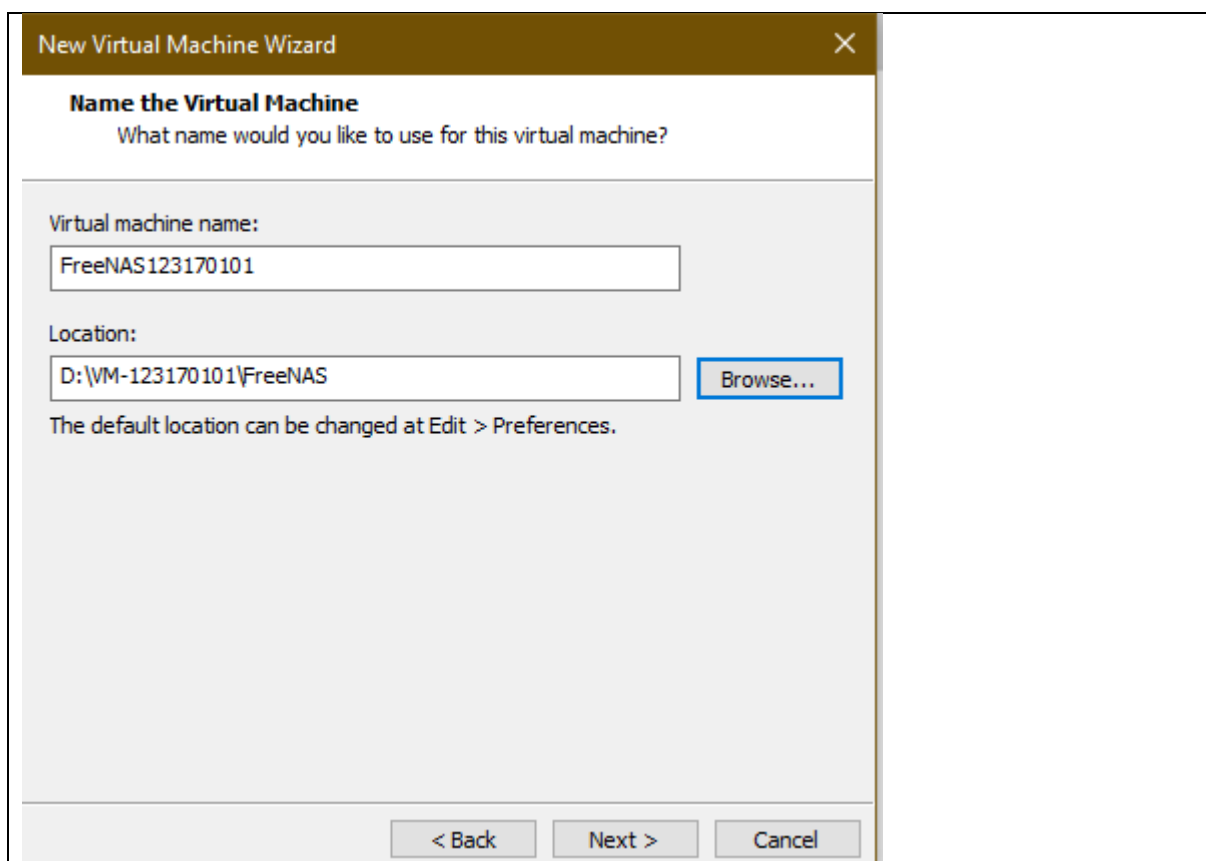 New Virtual Machine Wizard
Name the Virtual Machine
What name would you like to use for this virtual machine?
Virtual machine name:
FreeNAS123170101
Location:
D:\VM-123170101\FreeNAS
Browse...
The default location can be changed at Edit > Preferences.
< Back Next > Cancel